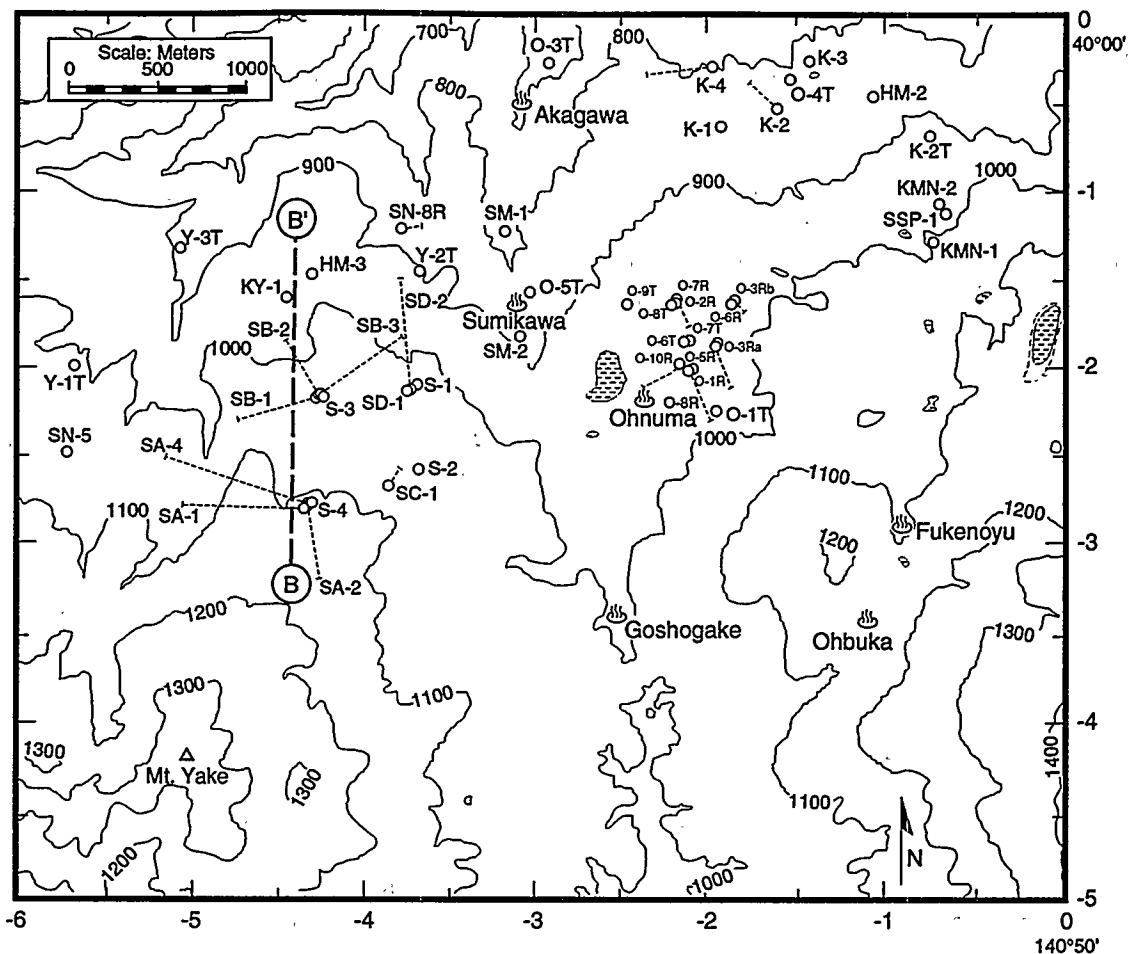 0
40°00'
Scale: Meters
0 500 1000
700
O-3T
800
K-3
K-4
O-4T
HM-2
Akagawa
K-2
800
K-1
K-2T
900
900
1000
-1
KMN-2
B'
SN-8R
SM-1
SSP-1
Y-3T
KMN-1
Y-2T
HM-3
O-5T
O-7R
O-3Rb
O-9T
O-2R
KY-1
SD-2
O-8T
O-6R
Sumikawa
SB-2
SB-3
O-7T
SM-2
O-6T
O-3Ra
1000
O-10R
O-5R
-2
Y-1T
S-1
O-1R
SB-1
S-3
SD-1
Ohnuma
O-8R
O-1T
1000
SN-5
SA-4
S-2
1100
SC-1
1100
SA-1
S-4
1200
Fukenoyu
1200
-3
B
SA-2
1200
Goshogake
Ohbuka
1300
1300
1100
-4
1300
Mt. Yake
1300
1400
1100
1200
1000
N
-5
-6 -5 -4 -3 -2 -1 0
140°50'